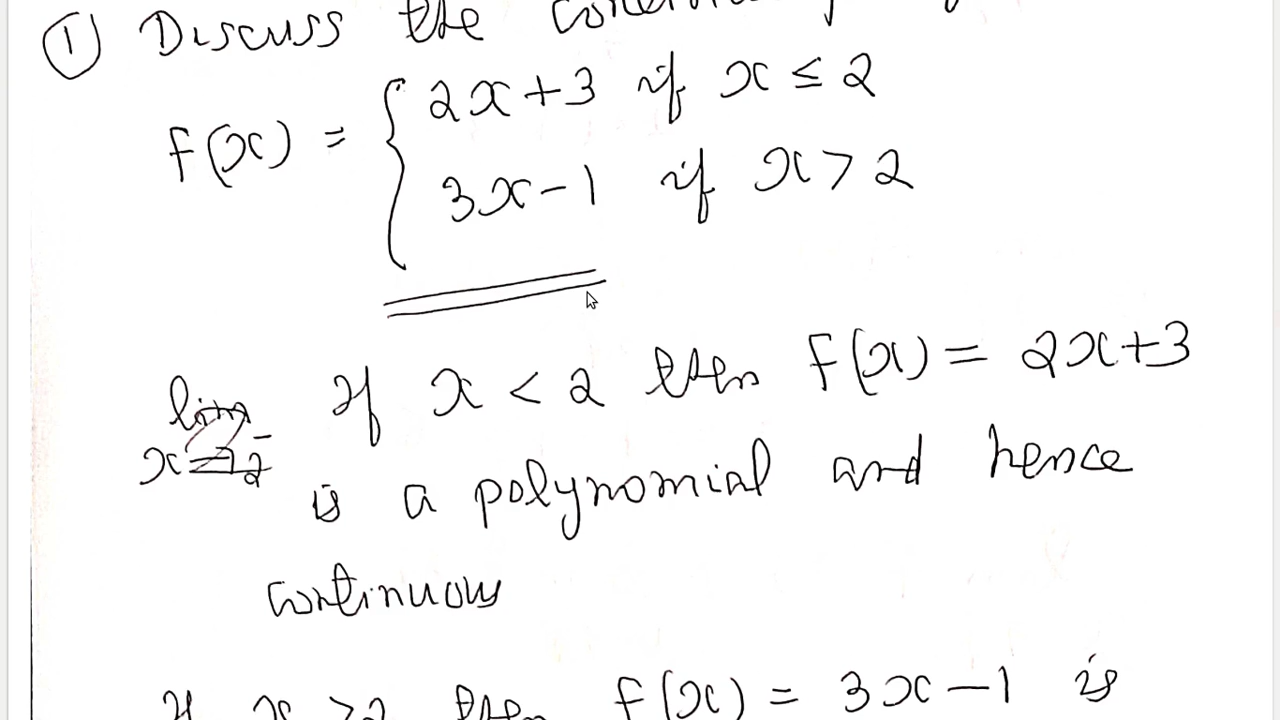 ① Discuss the
f(x) = { 2x+3 if x ≤ 2
3x-1 if x > 2
lim If x < 2 then f(x) = 2x+3
x→2⁻ is a polynomial and hence
continuous
If x > 2 then f(x) = 3x-1 is